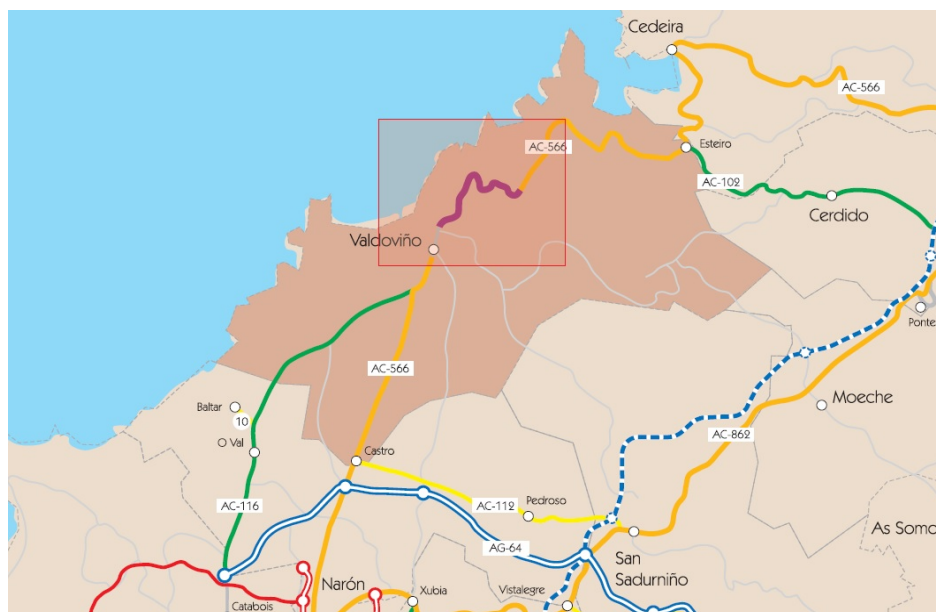 Cedeira
AC-566
AC-566
Esteiro
AC-102
Cerdido
Valdoviño
Ponte
AC-566
Moeche
Baltar
10
AC-862
O Val
Castro
AC-116
AC-112
Pedroso
As Somo
AG-64
San
Sadurniño
Narón
Xubia
Vistalegre
Catabois